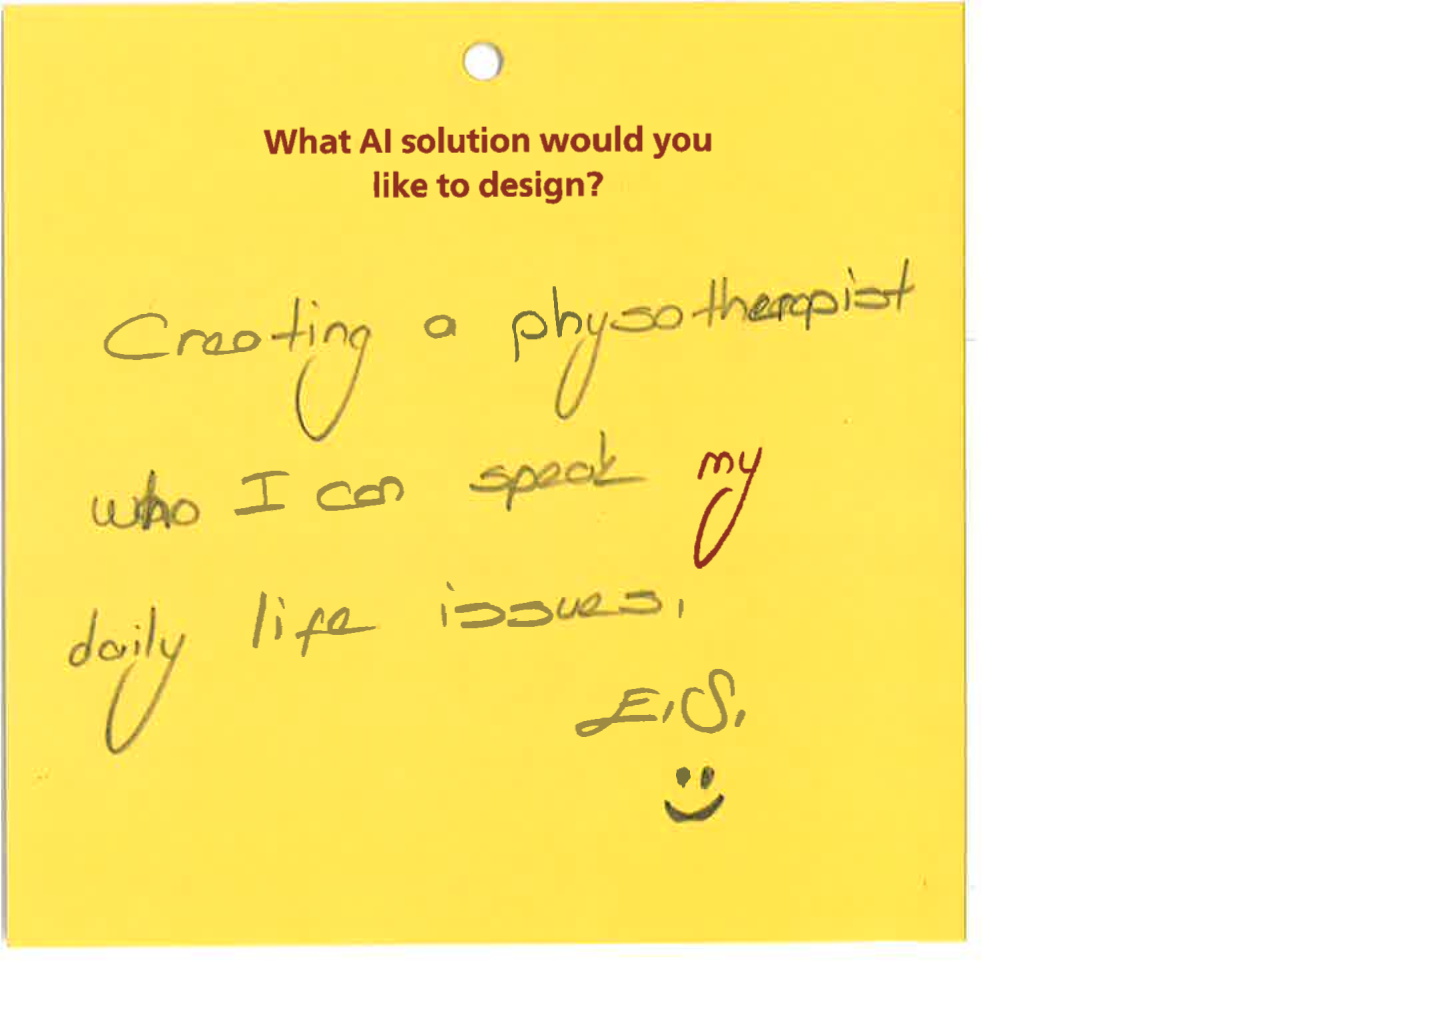 What AI solution would you
like to design?
Creating a physotherapist
who I can speak my
daily life issues.
E.S.